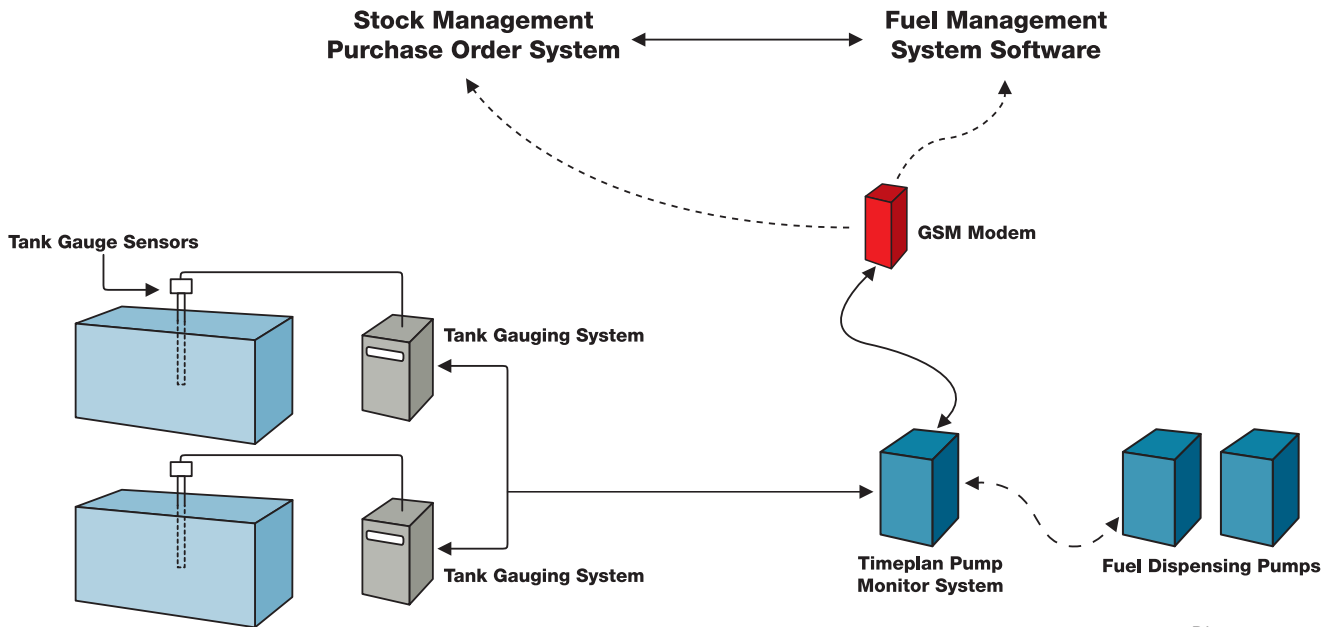 Stock Management
Purchase Order System
Fuel Management
System Software
GSM Modem
Tank Gauge Sensors
Tank Gauging System
Tank Gauging System
Timeplan Pump
Monitor System
Fuel Dispensing Pumps